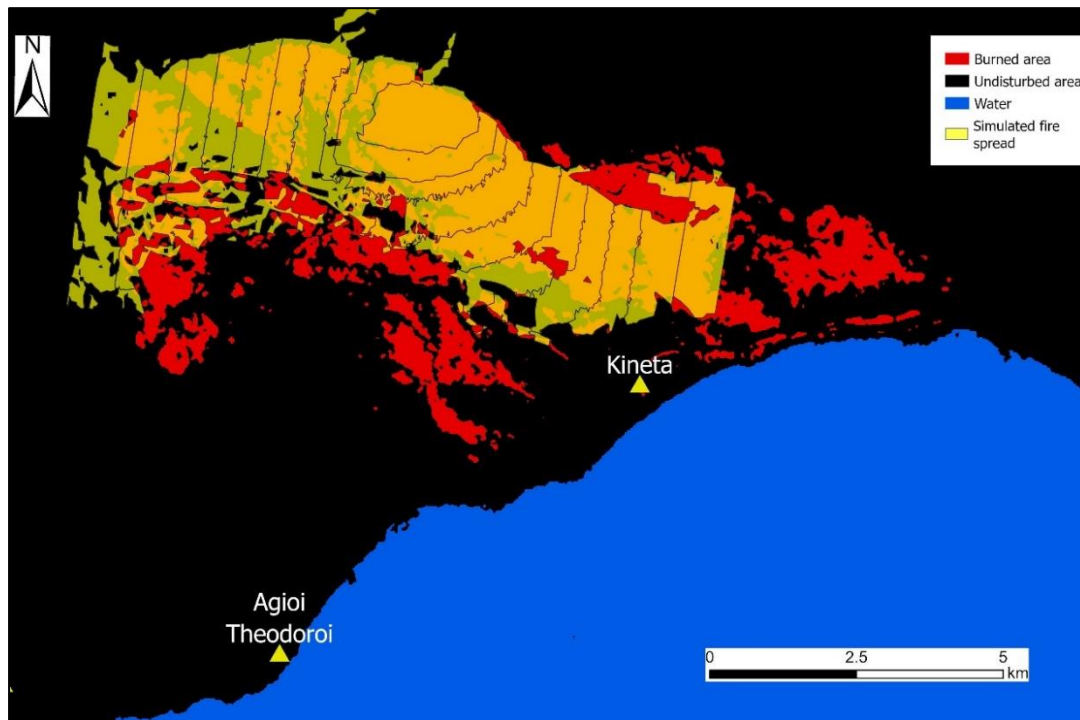 N
Burned area
Undisturbed area
Water
Simulated fire
spread
Kineta
Agioi
Theodoroi
0 2.5 5
km